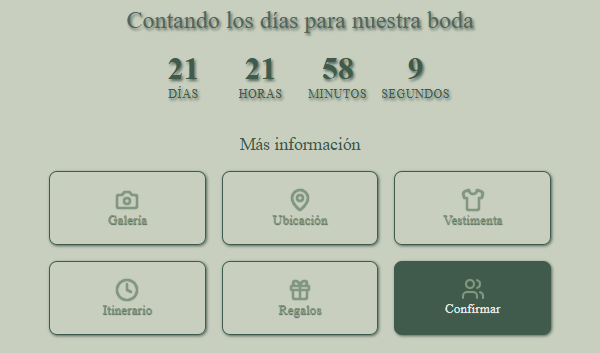 Contando los días para nuestra boda
21 21 58 9
DÍAS HORAS MINUTOS SEGUNDOS
Más información
Galería Ubicación Vestimenta
Itinerario Regalos Confirmar